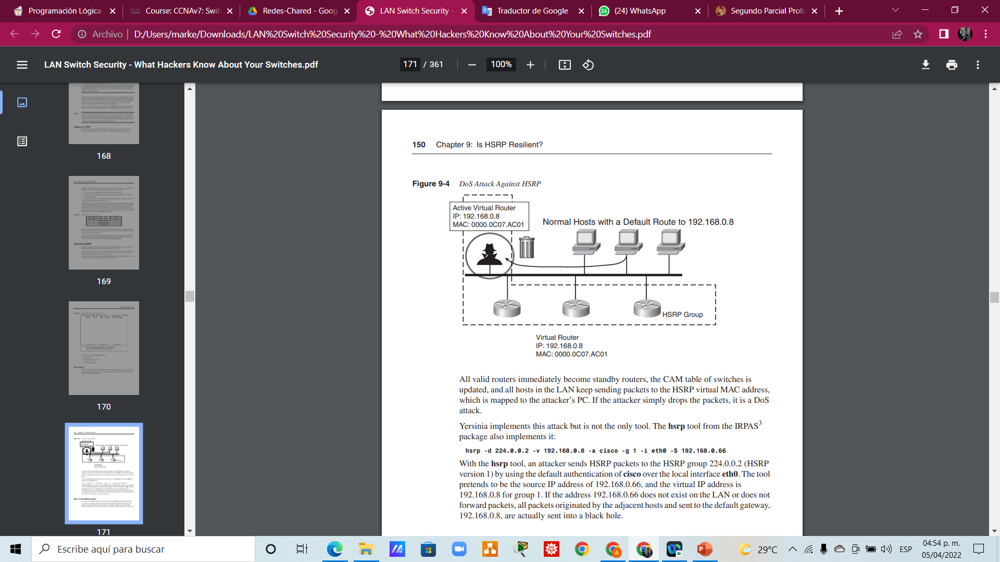 Programación Lógica
Course: CCNAv7: Swit
Redes-Chared - Goog
LAN Switch Security -
Traductor de Google
(24) WhatsApp
Segundo Parcial Prolo
Archivo
D:/Users/marke/Downloads/LAN%20Switch%20Security%20-%20What%20Hackers%20Know%20About%20Your%20Switches.pdf
LAN Switch Security - What Hackers Know About Your Switches.pdf
171 / 361
100%
168
169
170
171
150 Chapter 9: Is HSRP Resilient?
Figure 9-4 DoS Attack Against HSRP
Active Virtual Router
IP: 192.168.0.8
MAC: 0000.0C07.AC01
Normal Hosts with a Default Route to 192.168.0.8
HSRP Group
Virtual Router
IP: 192.168.0.8
MAC: 0000.0C07.AC01
All valid routers immediately become standby routers, the CAM table of switches is
updated, and all hosts in the LAN keep sending packets to the HSRP virtual MAC address,
which is mapped to the attacker's PC. If the attacker simply drops the packets, it is a DoS
attack.
Yersinia implements this attack but is not the only tool. The hsrp tool from the IRPAS3
package also implements it:
hsrp -d 224.0.0.2 -v 192.168.0.8 -a cisco -g 1 -i eth0 -S 192.168.0.66
With the hsrp tool, an attacker sends HSRP packets to the HSRP group 224.0.0.2 (HSRP
version 1) by using the default authentication of cisco over the local interface eth0. The tool
pretends to be the source IP address of 192.168.0.66, and the virtual IP address is
192.168.0.8 for group 1. If the address 192.168.0.66 does not exist on the LAN or does not
forward packets, all packets originated by the adjacent hosts and sent to the default gateway,
192.168.0.8, are actually sent into a black hole.
Escribe aquí para buscar
29°C
ESP
04:54 p. m.
05/04/2022